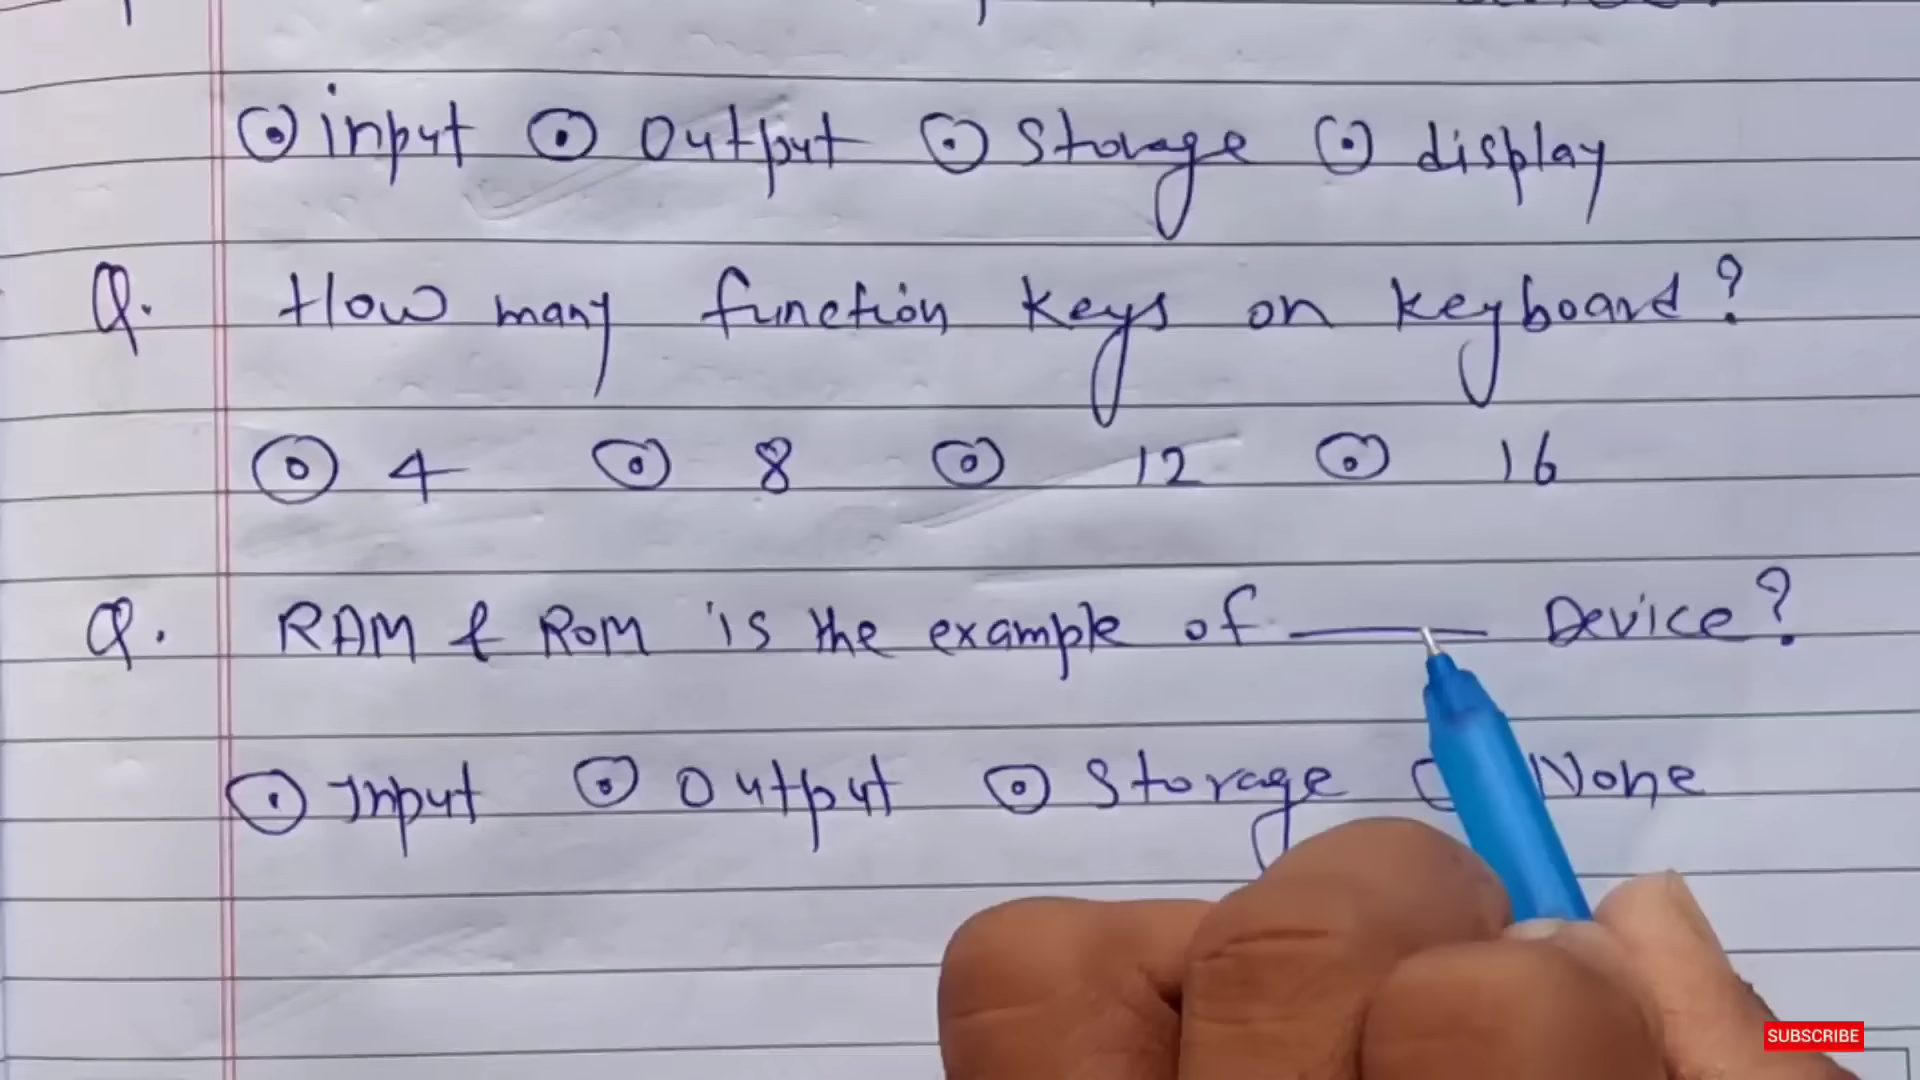 input Output Storage display
Q. How many function keys on keyboard?
4 8 12 16
Q. RAM & ROM is the example of ____ Device?
Input Output Storage None
SUBSCRIBE